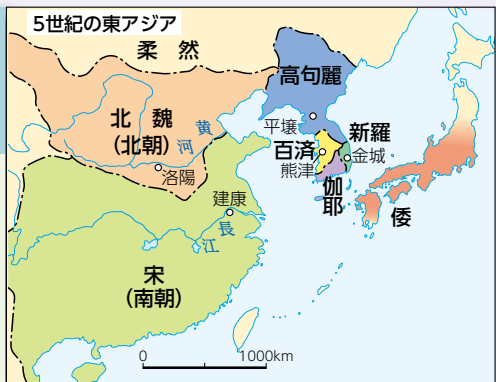 5世紀の東アジア
柔然
高句麗
北魏
(北朝)
黄
河
平壌
新羅
百済
金城
熊津
洛陽
伽
耶
建康
倭
長
江
宋
(南朝)
0
1000km